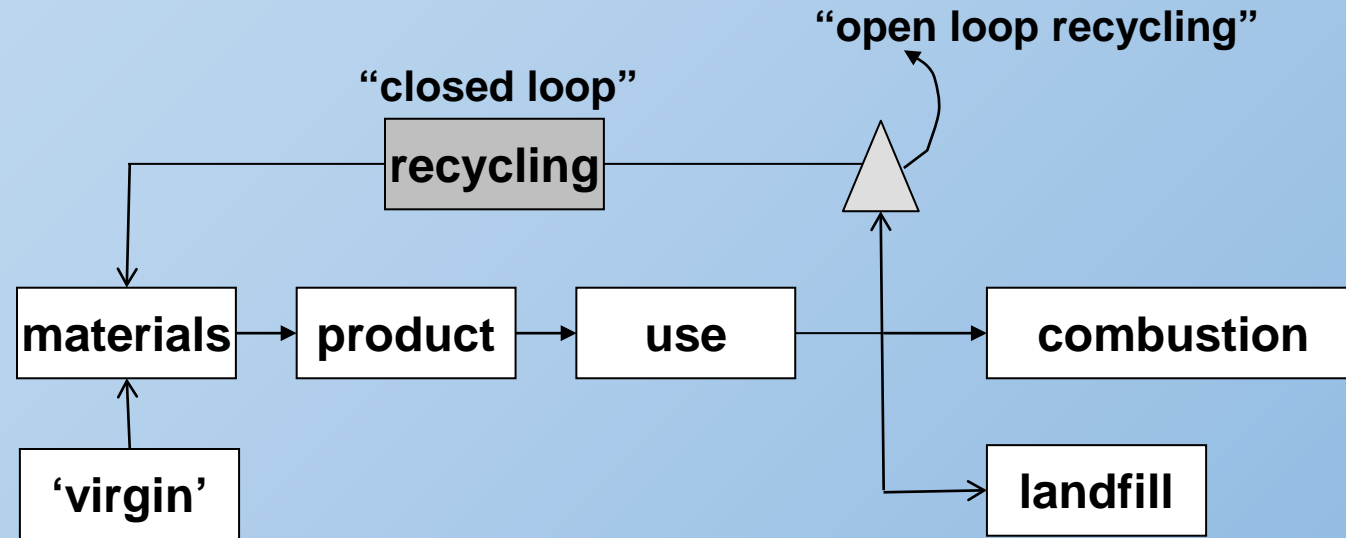 “open loop recycling”
“closed loop”
recycling
materials
product
use
combustion
‘virgin’
landfill